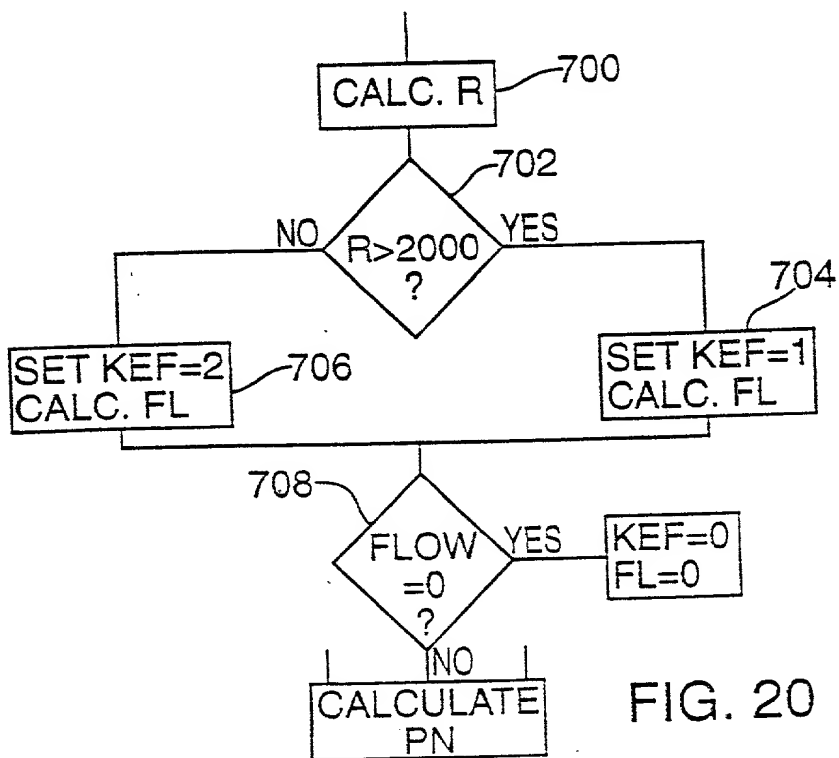 CALC. R
700
702
NO
R>2000
?
YES
704
SET KEF=2
CALC. FL
706
SET KEF=1
CALC. FL
708
FLOW
=0
?
YES
KEF=0
FL=0
NO
CALCULATE
PN
FIG. 20